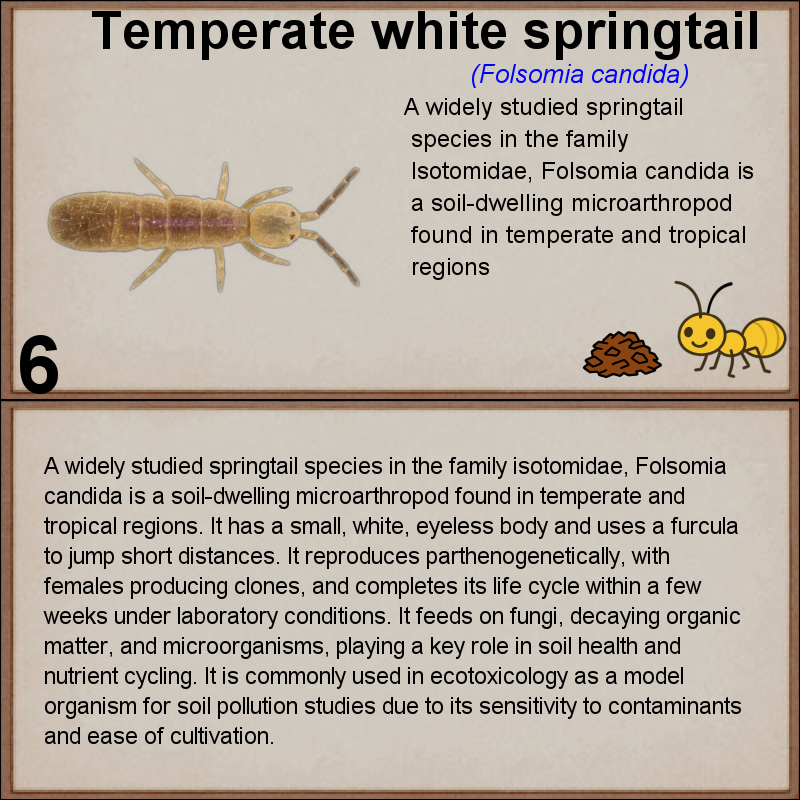 Temperate white springtail
(Folsomia candida)
A widely studied springtail
species in the family
Isotomidae, Folsomia candida is
a soil-dwelling microarthropod
found in temperate and tropical
regions
6
A widely studied springtail species in the family isotomidae, Folsomia
candida is a soil-dwelling microarthropod found in temperate and
tropical regions. It has a small, white, eyeless body and uses a furcula
to jump short distances. It reproduces parthenogenetically, with
females producing clones, and completes its life cycle within a few
weeks under laboratory conditions. It feeds on fungi, decaying organic
matter, and microorganisms, playing a key role in soil health and
nutrient cycling. It is commonly used in ecotoxicology as a model
organism for soil pollution studies due to its sensitivity to contaminants
and ease of cultivation.